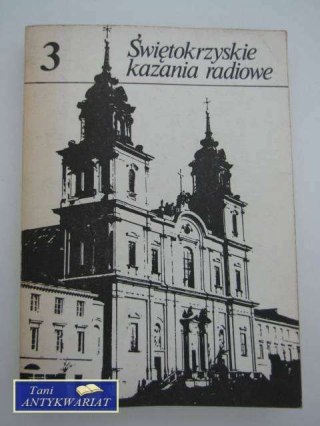 3
Świętokrzyskie
kazania radiowe
Tani
ANTYKWARIAT